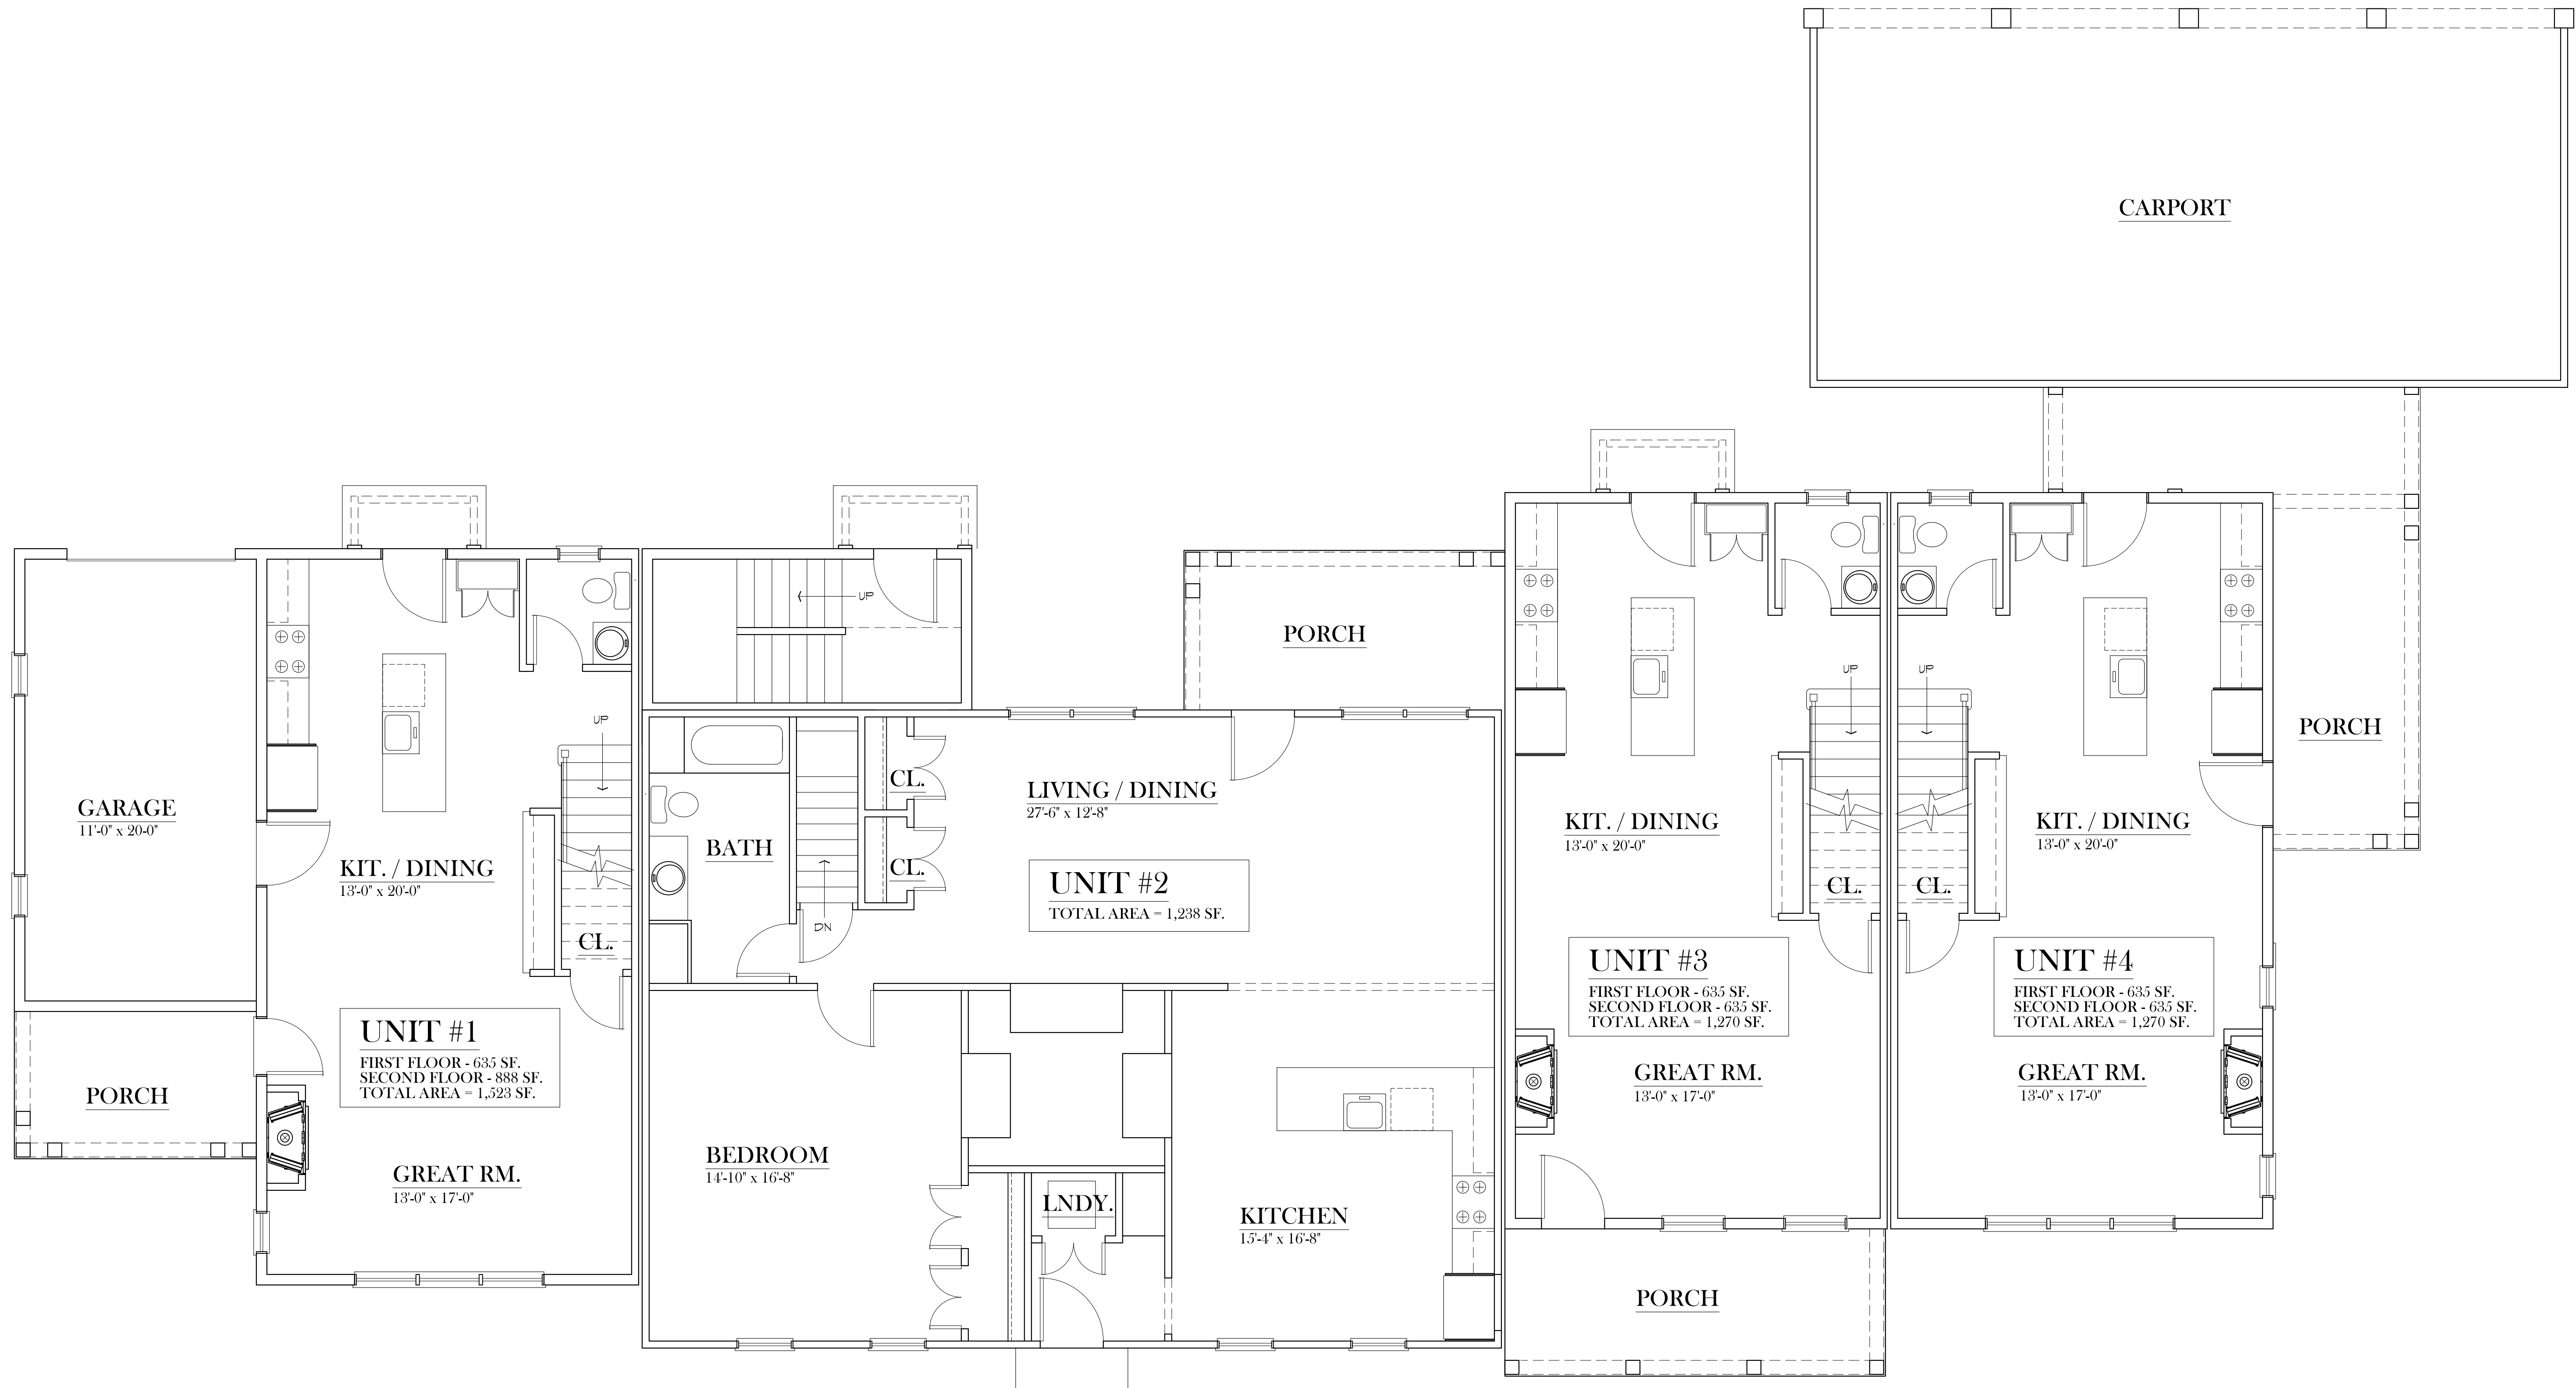 CARPORT
UP
PORCH
UP
UP
UP
PORCH
GARAGE
11'-0" x 20-0"
CL.
LIVING / DINING
27'-6" x 12'-8"
KIT. / DINING
13'-0" x 20'-0"
BATH
CL.
KIT. / DINING
13'-0" x 20'-0"
KIT. / DINING
13'-0" x 20'-0"
UNIT #2
TOTAL AREA = 1,238 SF.
CL.
CL.
DN
CL.
UNIT #3
FIRST FLOOR - 635 SF.
SECOND FLOOR - 635 SF.
TOTAL AREA = 1,270 SF.
UNIT #4
FIRST FLOOR - 635 SF.
SECOND FLOOR - 635 SF.
TOTAL AREA = 1,270 SF.
UNIT #1
FIRST FLOOR - 635 SF.
SECOND FLOOR - 888 SF.
TOTAL AREA = 1,523 SF.
PORCH
GREAT RM.
13'-0" x 17'-0"
GREAT RM.
13'-0" x 17'-0"
GREAT RM.
13'-0" x 17'-0"
BEDROOM
14'-10" x 16'-8"
LNDY.
KITCHEN
15'-4" x 16'-8"
PORCH